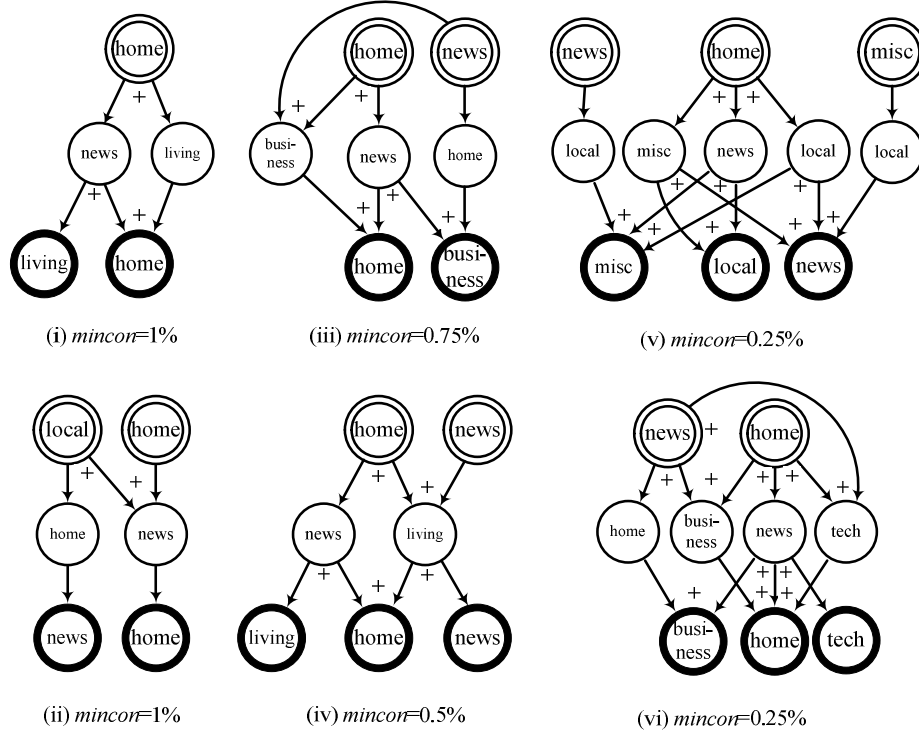 home
news
living
living
home
(i) mincon=1%
home
news
busi-
ness
news
home
home
busi-
ness
(iii) mincon=0.75%
news
home
misc
local
misc
news
local
local
misc
local
news
(v) mincon=0.25%
local
home
home
news
news
home
(ii) mincon=1%
home
news
news
living
living
home
news
(iv) mincon=0.5%
news
home
home
busi-
ness
news
tech
busi-
ness
home
tech
(vi) mincon=0.25%